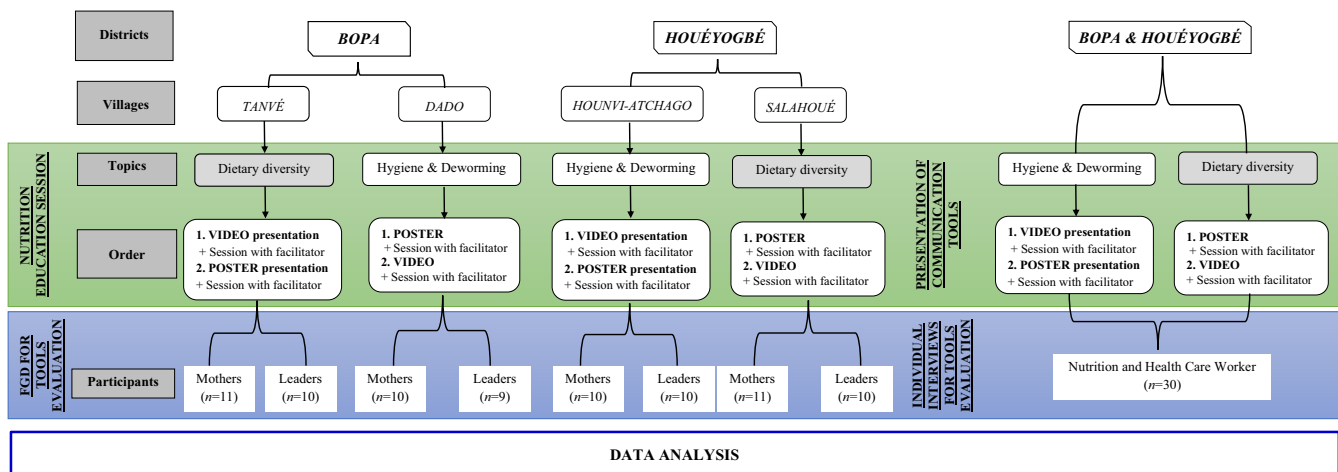 Districts
BOPA
HOUÉYOGBÉ
BOPA & HOUÉYOGBÉ
Villages
TANVÉ
DADO
HOUNVI-ATCHAGO
SALAHOUÉ
NUTRITION
EDUCATION SESSION
Topics
Dietary diversity
Hygiene & Deworming
Hygiene & Deworming
Dietary diversity
PRESENTATION OF
COMMUNICATION
TOOLS
Hygiene & Deworming
Dietary diversity
Order
1. VIDEO presentation
+ Session with facilitator
2. POSTER presentation
+ Session with facilitator
1. POSTER
+ Session with facilitator
2. VIDEO
+ Session with facilitator
1. VIDEO presentation
+ Session with facilitator
2. POSTER presentation
+ Session with facilitator
1. POSTER
+ Session with facilitator
2. VIDEO
+ Session with facilitator
1. VIDEO presentation
+ Session with facilitator
2. POSTER presentation
+ Session with facilitator
1. POSTER
+ Session with facilitator
2. VIDEO
+ Session with facilitator
FGD FOR
TOOLS
EVALUATION
Participants
Mothers
(n=11)
Leaders
(n=10)
Mothers
(n=10)
Leaders
(n=9)
Mothers
(n=10)
Leaders
(n=10)
Mothers
(n=11)
Leaders
(n=10)
INDIVIDUAL
INTERVIEWS
FOR TOOLS
EVALUATION
Nutrition and Health Care Worker
(n=30)
DATA ANALYSIS